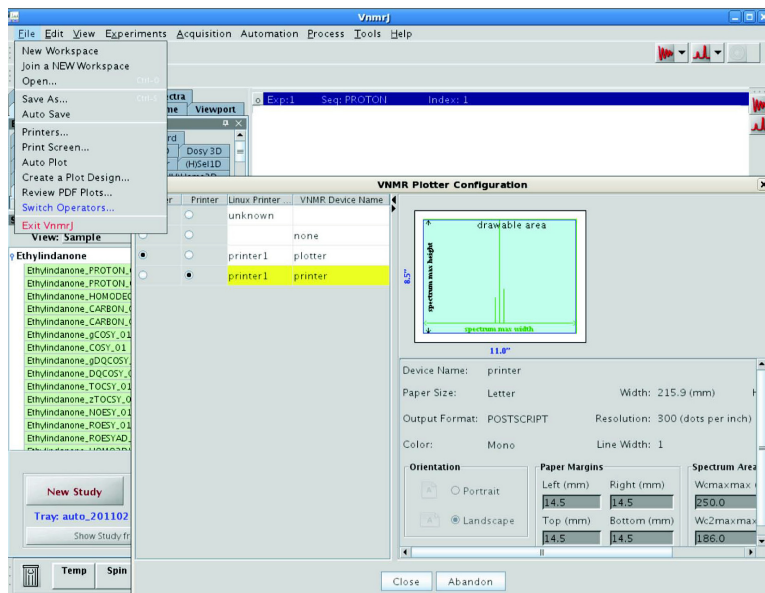 VnmrJ
File Edit View Experiments Acquisition Automation Process Tools Help
New Workspace
Join a NEW Workspace
Open...
Save As...
Auto Save
Printers...
Print Screen...
Auto Plot
Create a Plot Design...
Review PDF Plots...
Switch Operators...
Exit VnmrJ
Viewport
Dosy 3D
(H)Sel1D
Exp:1 Seq: PROTON Index: 1
View: Sample
Ethylindanone
Ethylindanone_PROTON_
Ethylindanone_PROTON_
Ethylindanone_HOMODEC
Ethylindanone_CARBON_
Ethylindanone_CARBON_
Ethylindanone_gCOSY_01
Ethylindanone_COSY_01
Ethylindanone_gDQCOSY_
Ethylindanone_DQCOSY_
Ethylindanone_TOCSY_01
Ethylindanone_zTOCSY_0
Ethylindanone_NOESY_01
Ethylindanone_ROESY_01
Ethylindanone_ROESYAD_
New Study
Tray: auto_201102
Show Study fr
Temp Spin
VNMR Plotter Configuration
Printer Linux Printer ... VNMR Device Name
unknown
none
printer1 plotter
printer1 printer
drawable area
spectrum max height
8.5"
spectrum max width
11.0"
Device Name: printer
Paper Size: Letter Width: 215.9 (mm)
Output Format: POSTSCRIPT Resolution: 300 (dots per inch)
Color: Mono Line Width: 1
Orientation
Portrait
Landscape
Paper Margins
Left (mm) Right (mm)
14.5 14.5
Top (mm) Bottom (mm)
14.5 14.5
Spectrum Area
Wcmaxmax
250.0
Wc2maxmax
186.0
Close Abandon